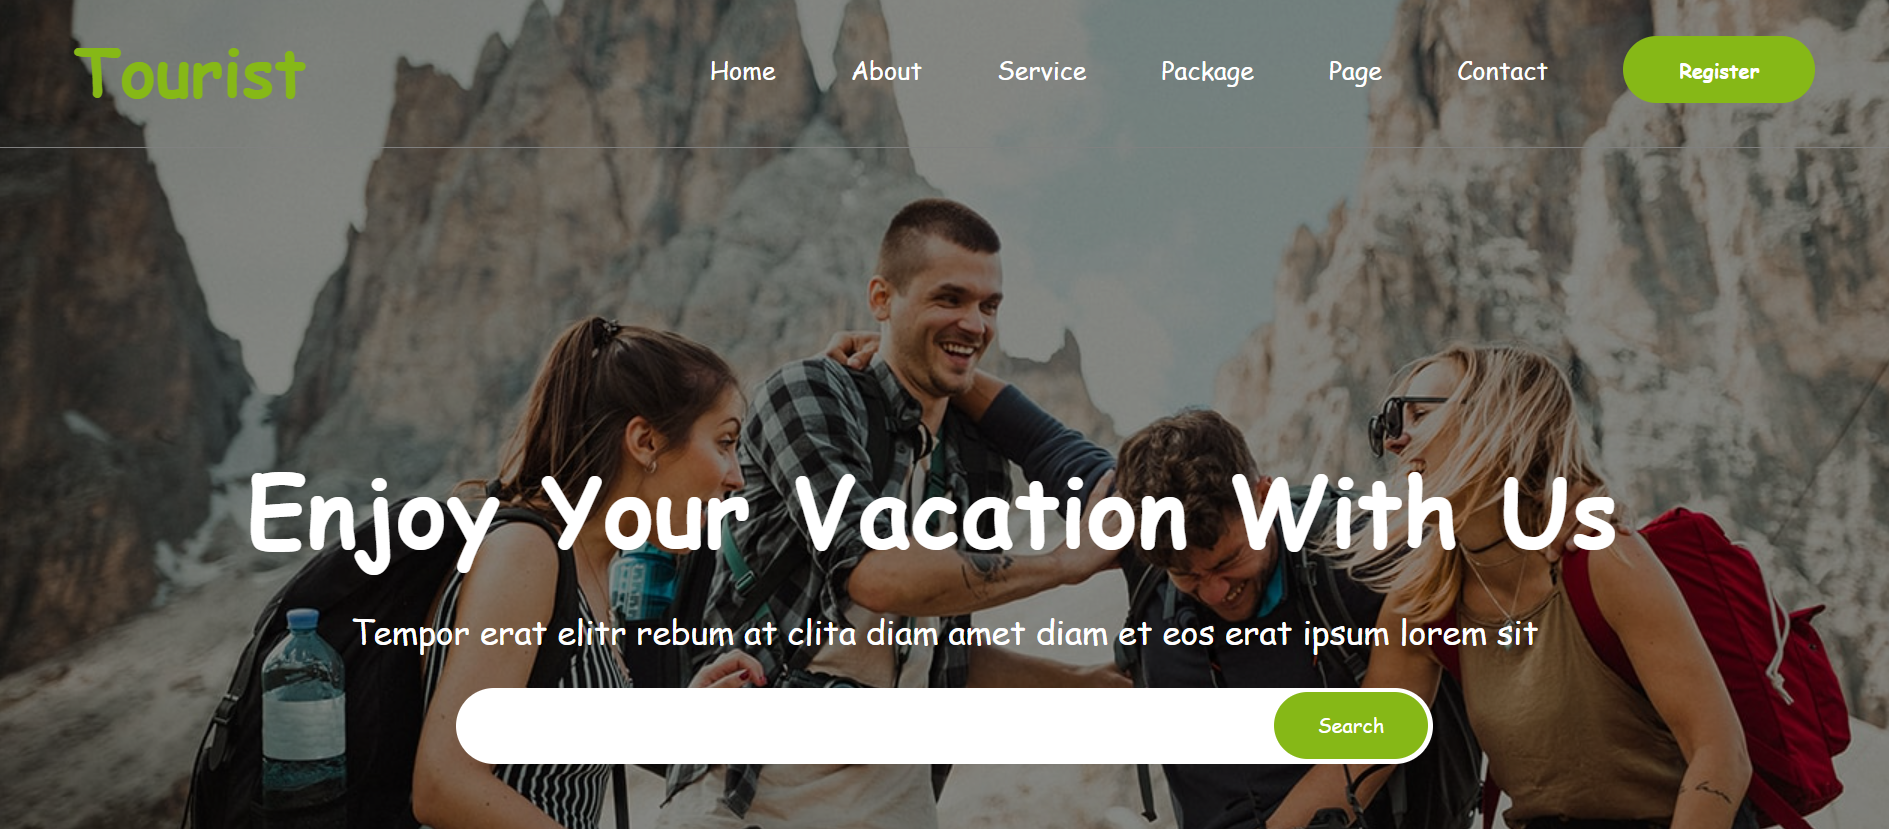 Tourist
Home About Service Package Page Contact Register
Enjoy Your Vacation With Us
Tempor erat elitr rebum at clita diam amet diam et eos erat ipsum lorem sit
Search